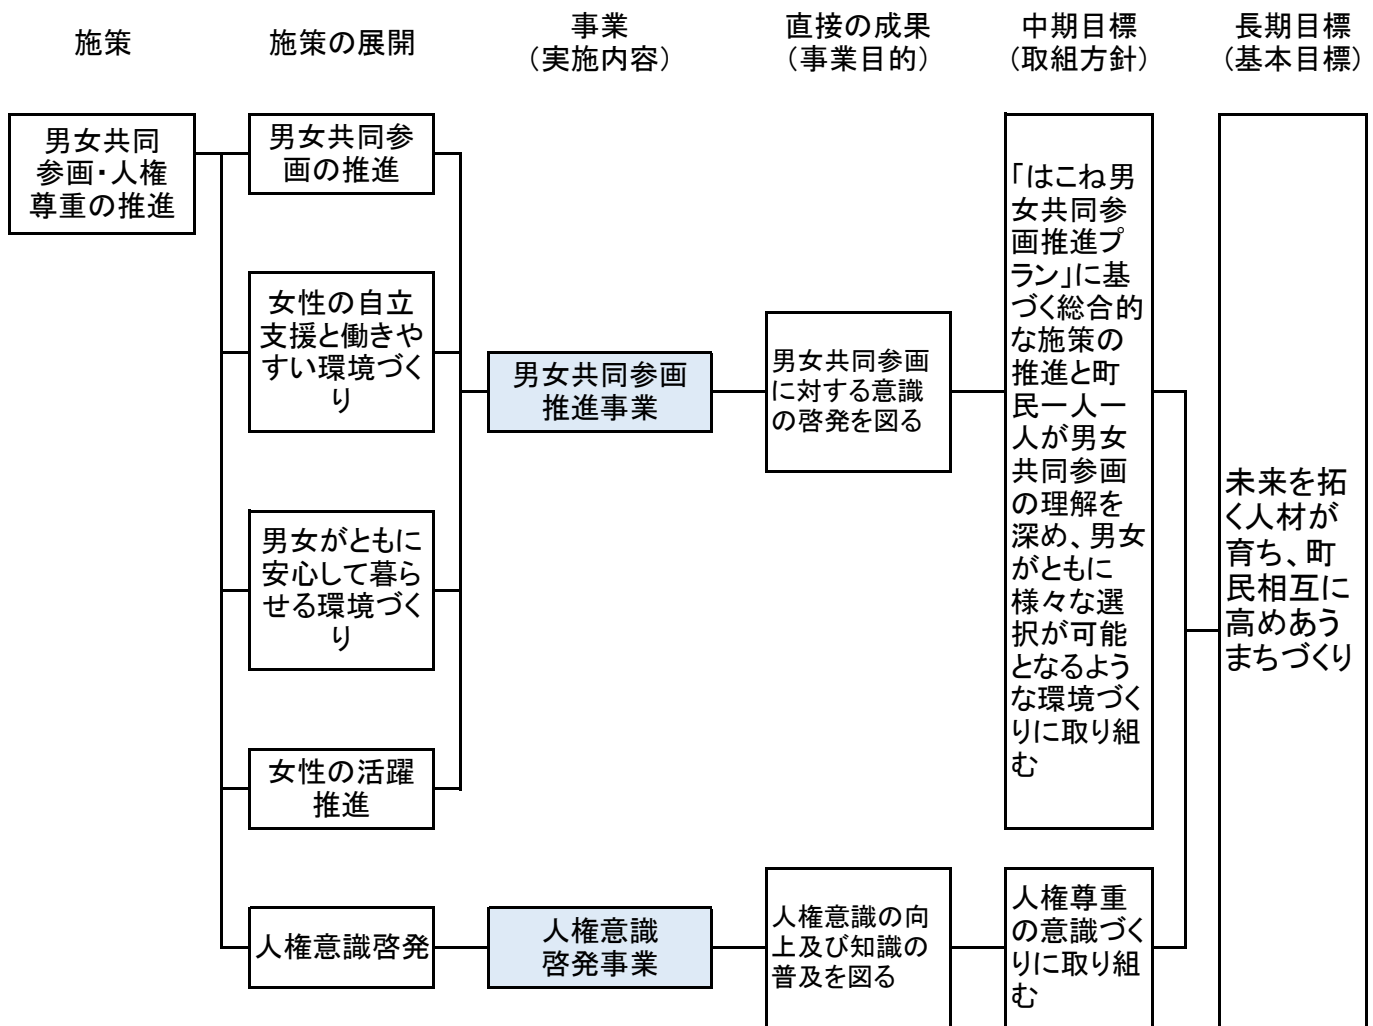 施策
施策の展開
事業
（実施内容）
直接の成果
（事業目的）
中期目標
（取組方針）
長期目標
（基本目標）
男女共同
参画・人権
尊重の推進
男女共同参
画の推進
女性の自立
支援と働きや
すい環境づく
り
男女がともに
安心して暮ら
せる環境づく
り
女性の活躍
推進
人権意識啓発
男女共同参画
推進事業
人権意識
啓発事業
男女共同参画
に対する意識
の啓発を図る
人権意識の向
上及び知識の
普及を図る
「はこね男
女共同参
画推進プ
ラン」に基
づく総合的
な施策の
推進と町
民一人一
人が男女
共同参画
の理解を
深め、男女
がともに
様々な選
択が可能
となるよう
な環境づく
りに取り組
む
人権尊重
の意識づく
りに取り組
む
未来を拓
く人材が
育ち、町
民相互に
高めあう
まちづくり